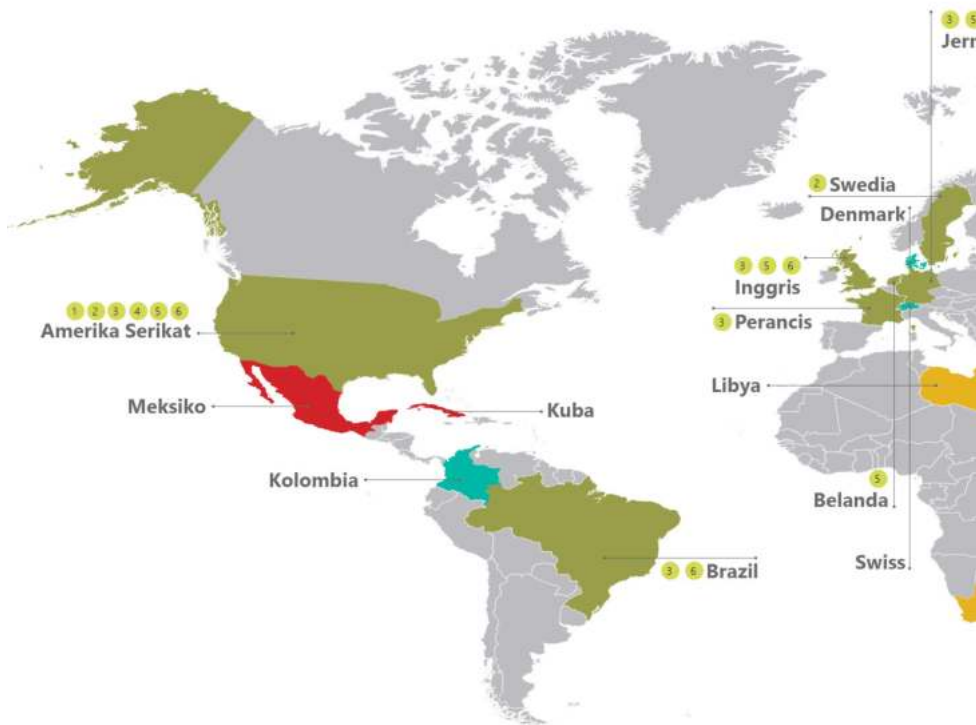 3 5
② Swedia
Denmark
3 5 6
Inggris
1 2 3 4 5 6
Amerika Serikat
3 Perancis
Libya
Meksiko
Kuba
Kolombia
5
Belanda
Swiss
3 6 Brazil